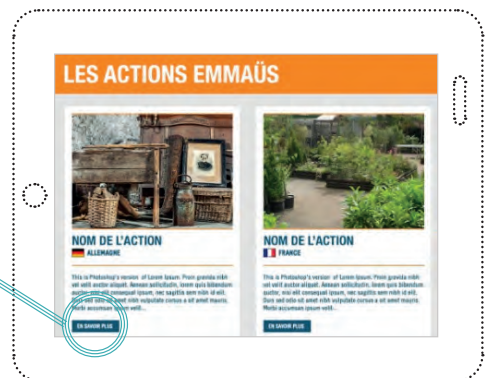 LES ACTIONS EMMAÜS
NOM DE L'ACTION
ALLEMAGNE
This is Photoshop's version of Lorem Ipsum. Proin gravida nibh
vel velit auctor aliquet. Aenean sollicitudin, lorem quis bibendum
auctor, nisi elit consequat ipsum, nec sagittis sem nibh id elit.
Duis sed odio sit amet nibh vulputate cursus a sit amet mauris.
Morbi accumsan ipsum velit...
EN SAVOIR PLUS
NOM DE L'ACTION
FRANCE
This is Photoshop's version of Lorem Ipsum. Proin gravida nibh
vel velit auctor aliquet. Aenean sollicitudin, lorem quis bibendum
auctor, nisi elit consequat ipsum, nec sagittis sem nibh id elit.
Duis sed odio sit amet nibh vulputate cursus a sit amet mauris.
Morbi accumsan ipsum velit...
EN SAVOIR PLUS